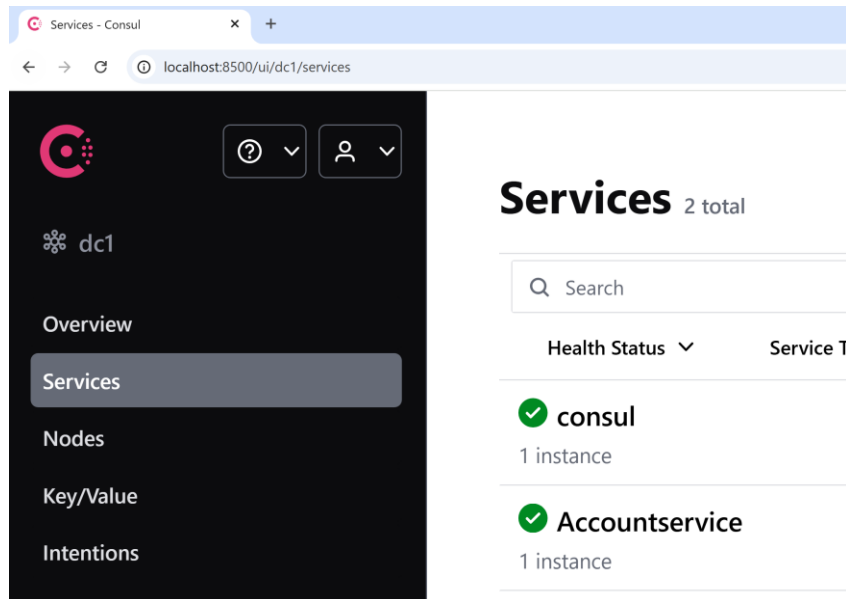 Services - Consul
localhost:8500/ui/dc1/services
dc1
Overview
Services
Nodes
Key/Value
Intentions
Services 2 total
Search
Health Status
Service T
consul
1 instance
Accountservice
1 instance